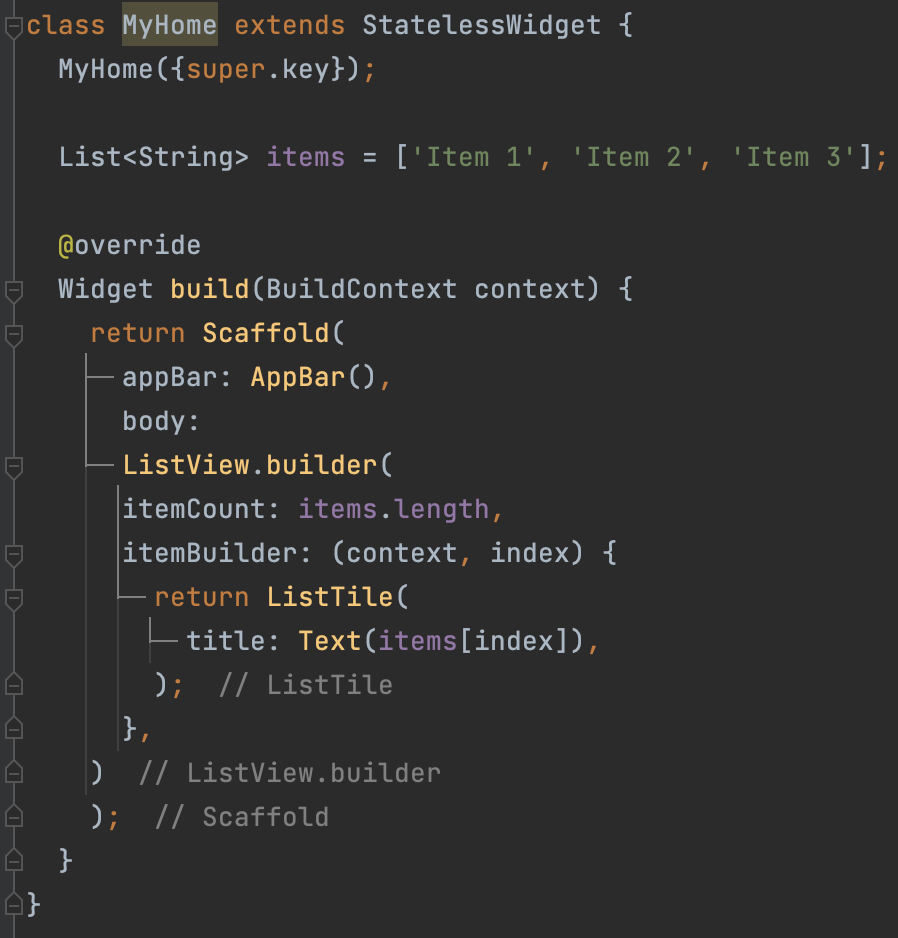 class MyHome extends StatelessWidget {
MyHome({super.key});
List<String> items = ['Item 1', 'Item 2', 'Item 3'];
@override
Widget build(BuildContext context) {
return Scaffold(
appBar: AppBar(),
body:
ListView.builder(
itemCount: items.length,
itemBuilder: (context, index) {
return ListTile(
title: Text(items[index]),
); // ListTile
},
) // ListView.builder
); // Scaffold
}
}